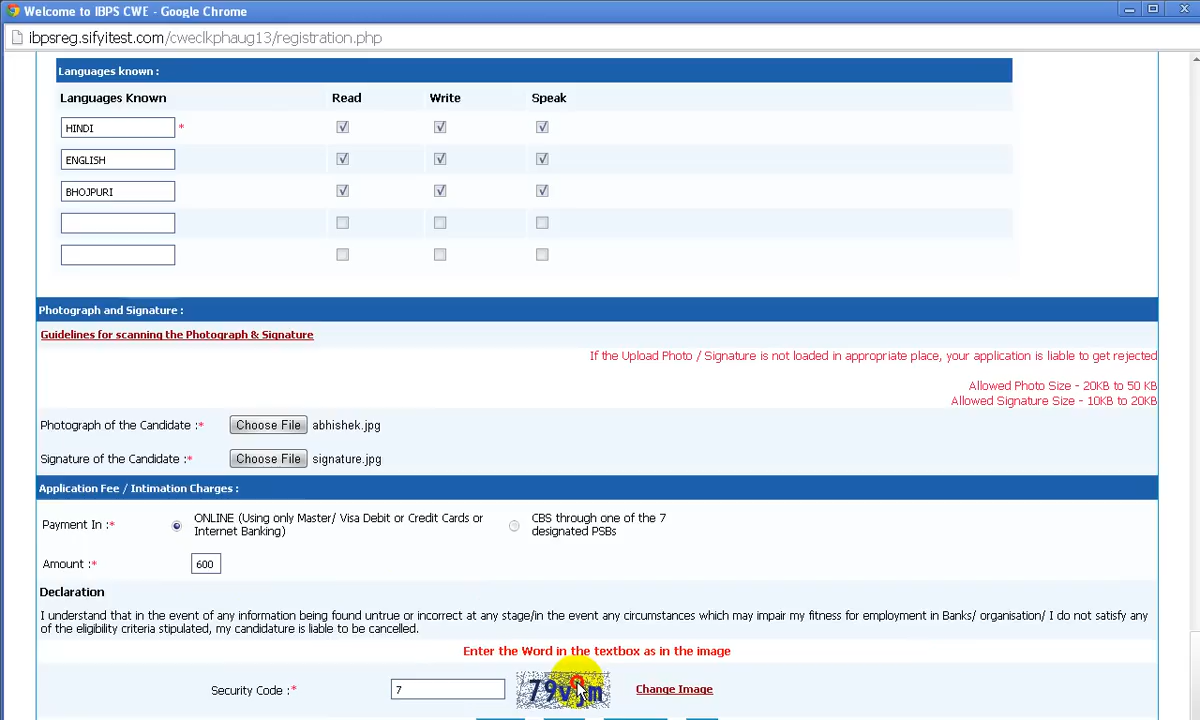 Welcome to IBPS CWE - Google Chrome
ibpsreg.sifyitest.com/cweclkphaug13/registration.php
Languages known :
Languages Known Read Write Speak
HINDI *
ENGLISH
BHOJPURI
Photograph and Signature :
Guidelines for scanning the Photograph & Signature
If the Upload Photo / Signature is not loaded in appropriate place, your application is liable to get rejected
Allowed Photo Size - 20KB to 50 KB
Allowed Signature Size - 10KB to 20KB
Photograph of the Candidate :* Choose File abhishek.jpg
Signature of the Candidate :* Choose File signature.jpg
Application Fee / Intimation Charges :
Payment In :* ONLINE (Using only Master/ Visa Debit or Credit Cards or Internet Banking) CBS through one of the 7 designated PSBs
Amount :* 600
Declaration
I understand that in the event of any information being found untrue or incorrect at any stage/in the event any circumstances which may impair my fitness for employment in Banks/ organisation/ I do not satisfy any
of the eligibility criteria stipulated, my candidature is liable to be cancelled.
Enter the Word in the textbox as in the image
Security Code :* 7 Change Image